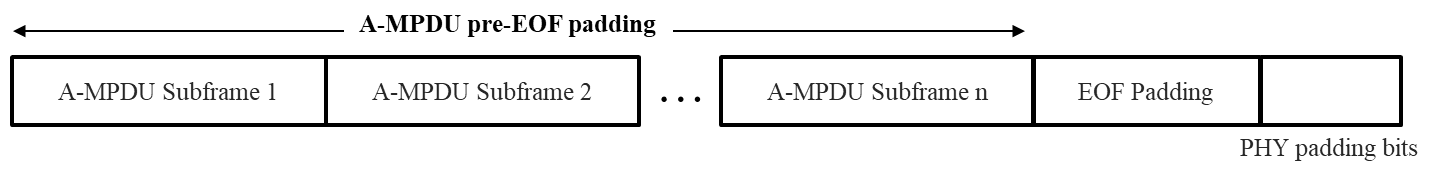 A-MPDU pre-EOF padding
A-MPDU Subframe 1 A-MPDU Subframe 2 ... A-MPDU Subframe n EOF Padding
PHY padding bits